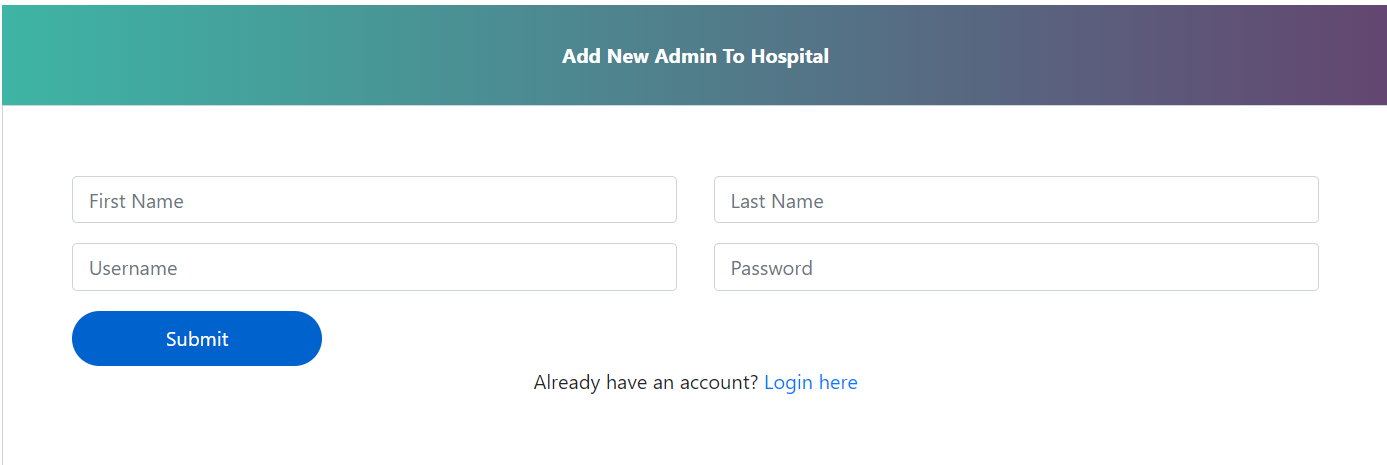 Add New Admin To Hospital
First Name
Last Name
Username
Password
Submit
Already have an account? Login here